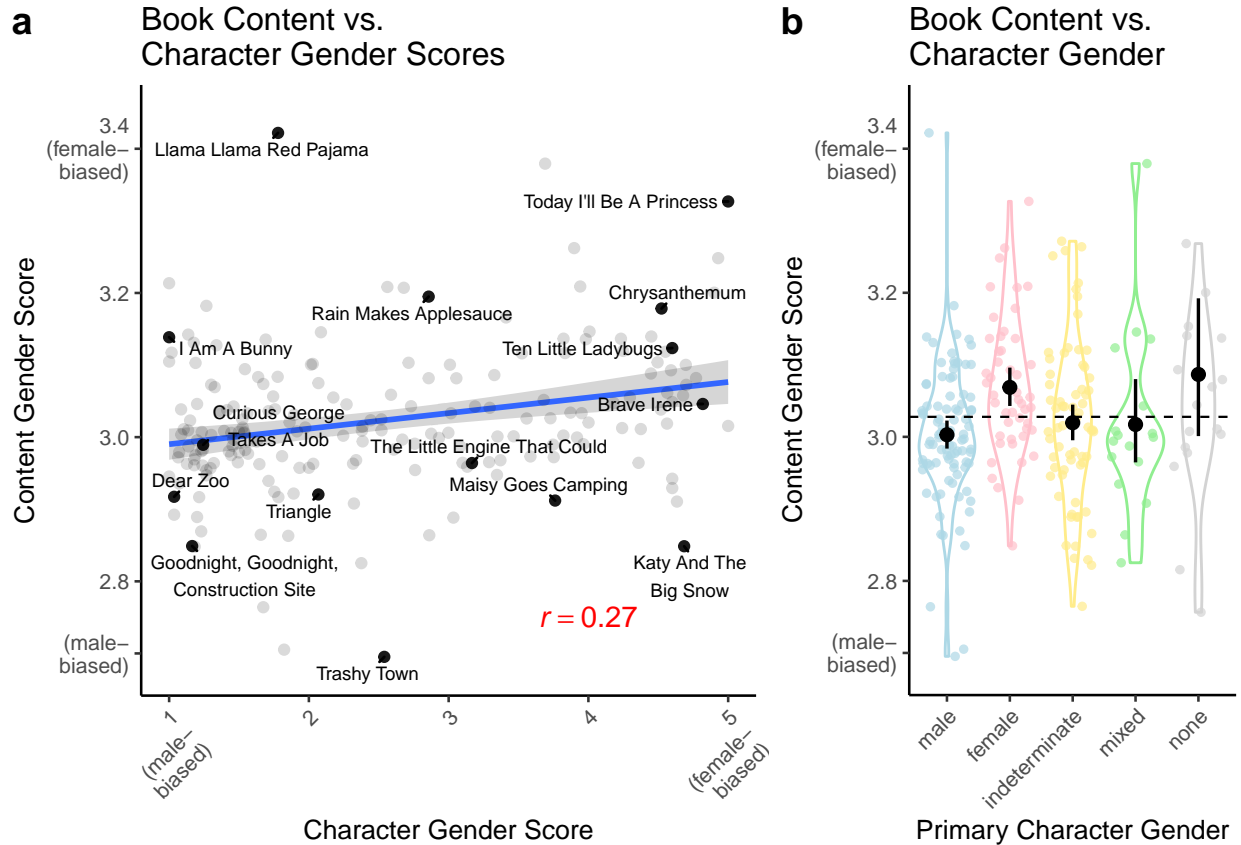 a
Book Content vs.
Character Gender Scores
3.4
(female–
biased)
3.2
3.0
2.8
(male–
biased)
Content Gender Score
Llama Llama Red Pajama
Today I'll Be A Princess
Rain Makes Applesauce
Chrysanthemum
I Am A Bunny
Ten Little Ladybugs
Curious George
Takes A Job
Brave Irene
The Little Engine That Could
Dear Zoo
Maisy Goes Camping
Triangle
Goodnight, Goodnight,
Construction Site
Katy And The
Big Snow
r = 0.27
Trashy Town
1
(male–
biased)
2
3
4
5
(female–
biased)
Character Gender Score
b
Book Content vs.
Character Gender
3.4
(female–
biased)
3.2
3.0
2.8
(male–
biased)
Content Gender Score
male
female
indeterminate
mixed
none
Primary Character Gender